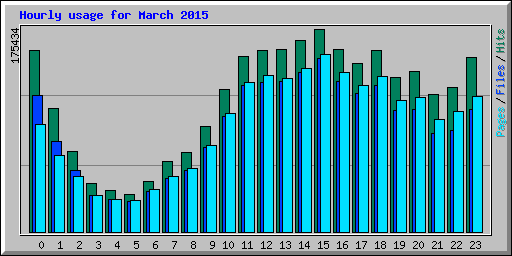 Hourly usage for March 2015
175434
Pages/Files/Hits
0 1 2 3 4 5 6 7 8 9 10 11 12 13 14 15 16 17 18 19 20 21 22 23